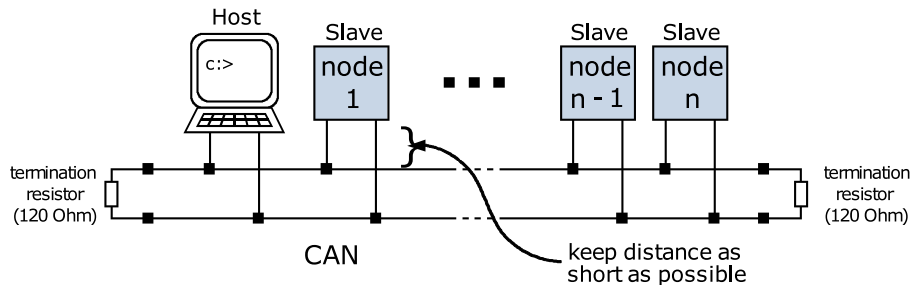 Host
c:>
Slave
node
1
Slave
node
n - 1
Slave
node
n
termination
resistor
(120 Ohm)
termination
resistor
(120 Ohm)
CAN
keep distance as
short as possible